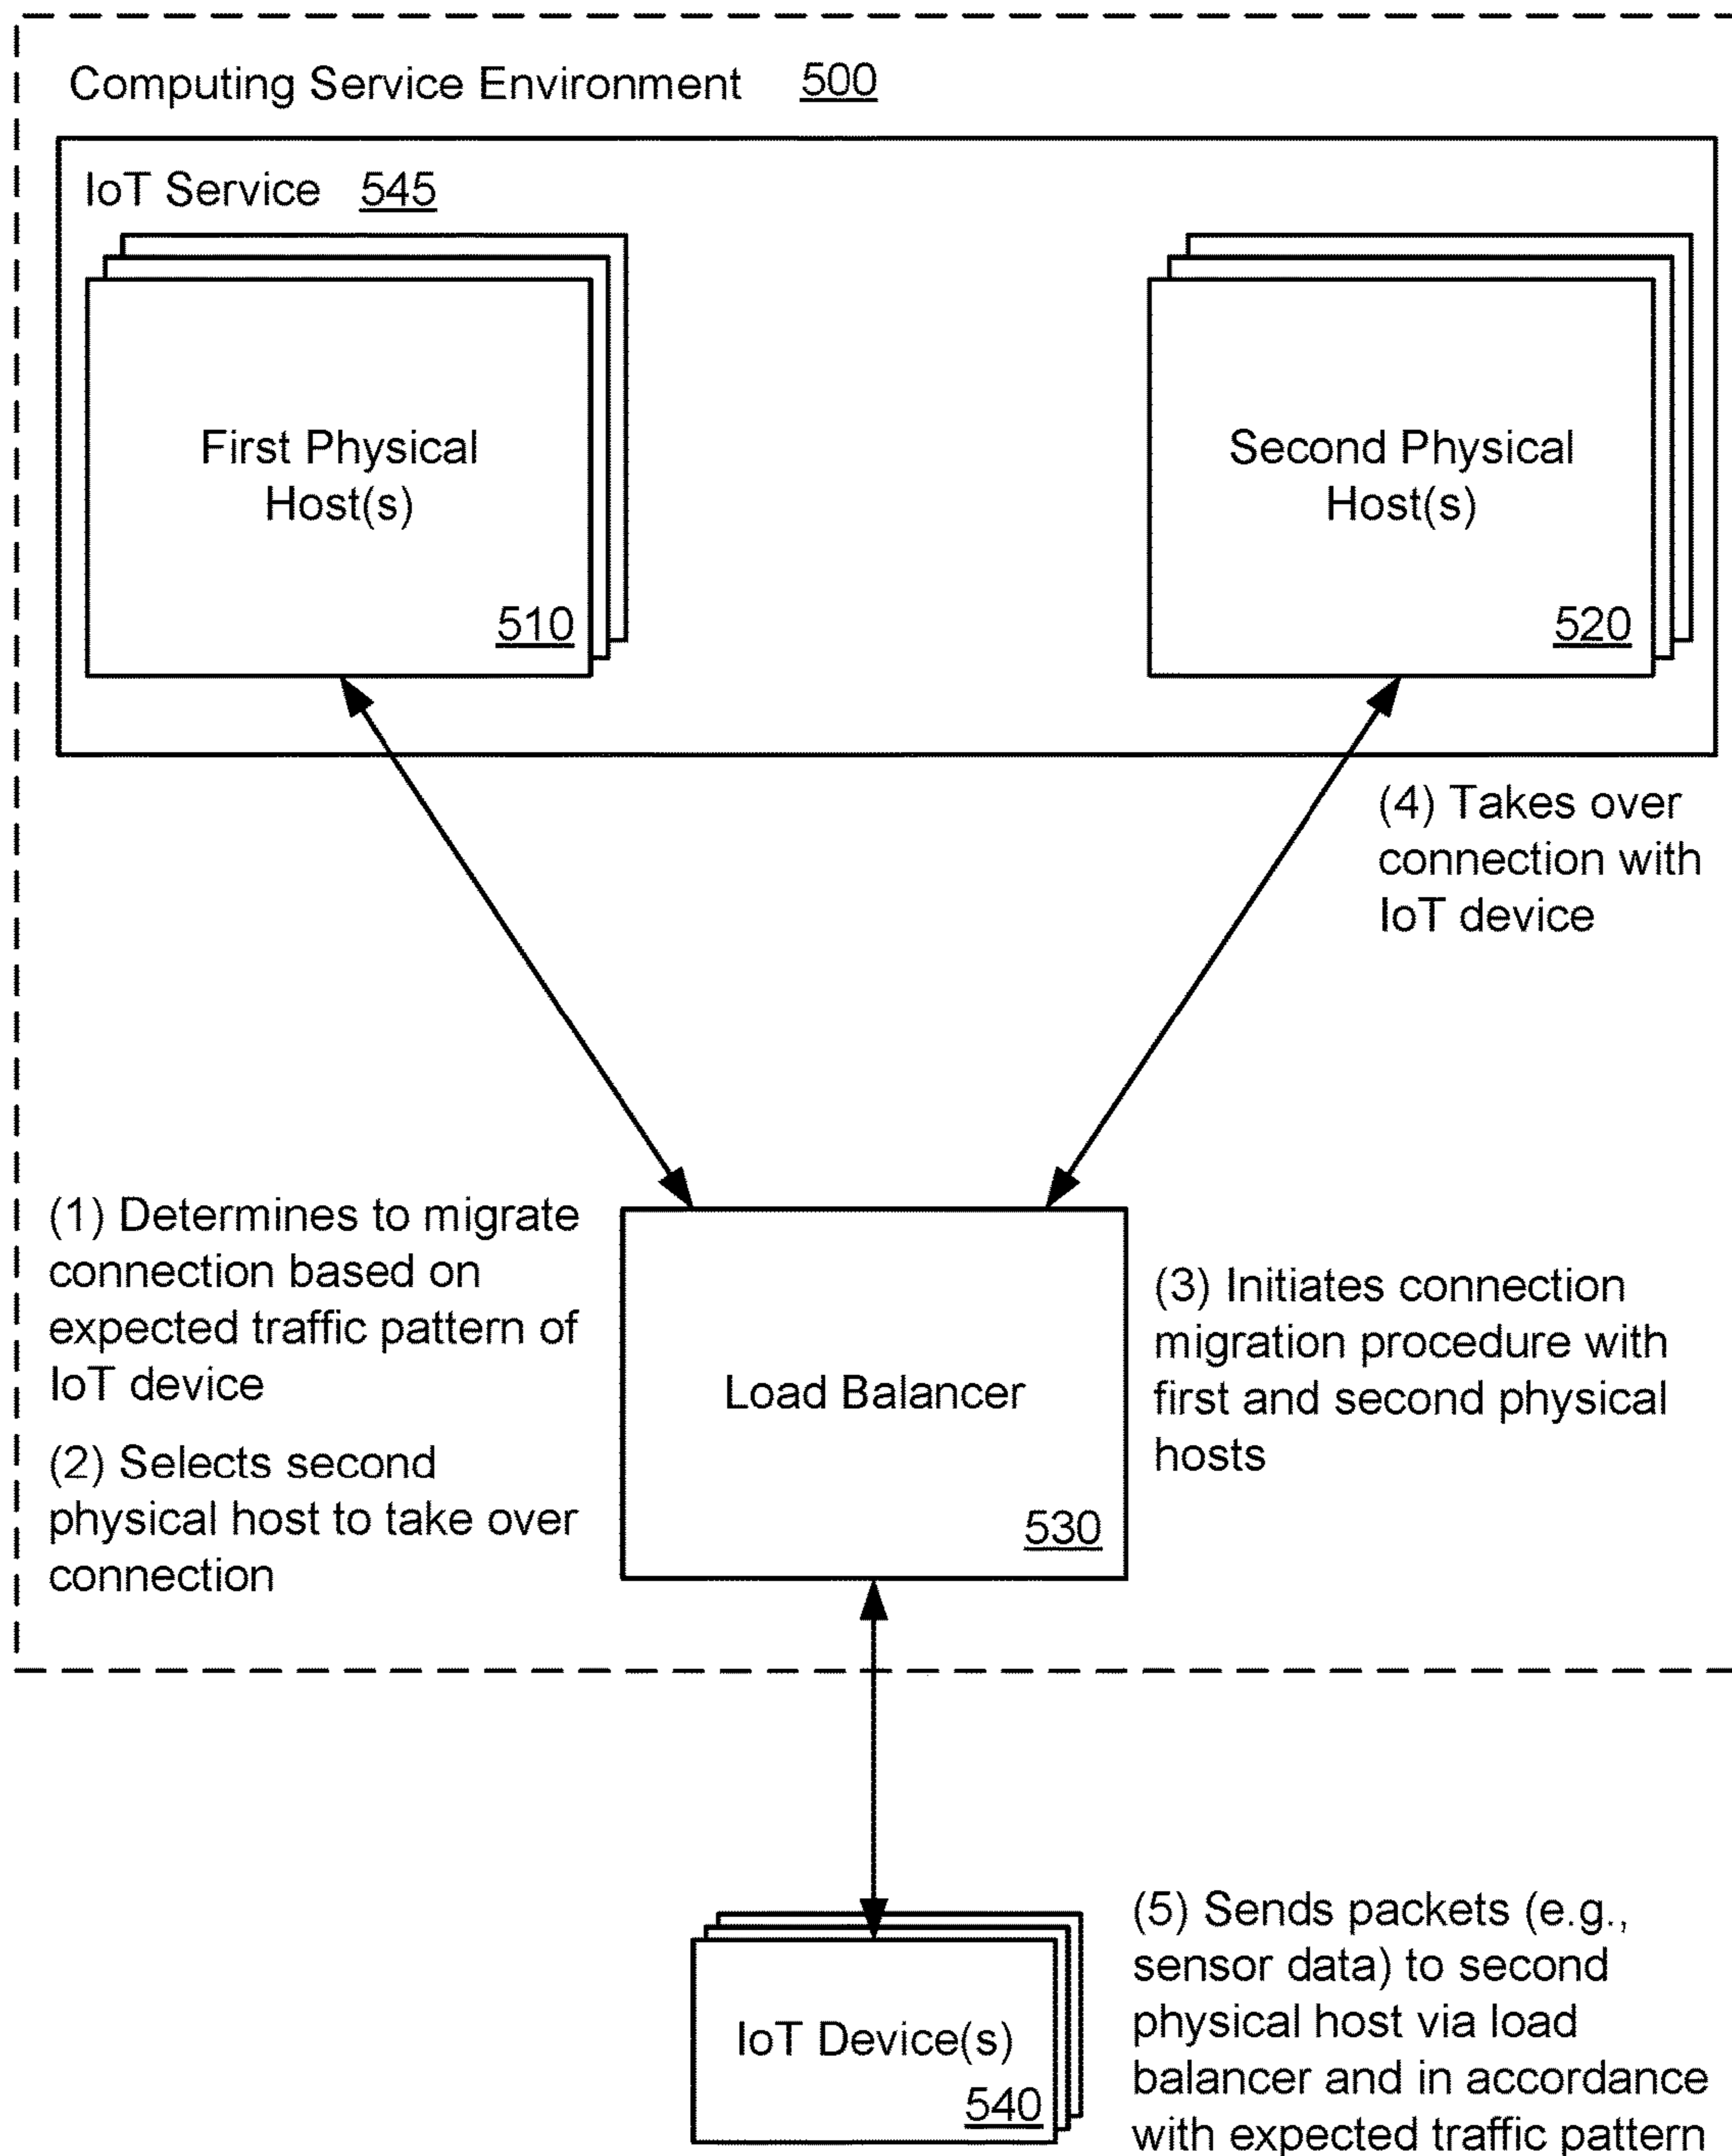 Computing Service Environment 500
IoT Service 545
First Physical
Host(s)
510
Second Physical
Host(s)
520
(4) Takes over
connection with
IoT device
(1) Determines to migrate
connection based on
expected traffic pattern of
IoT device
(2) Selects second
physical host to take over
connection
Load Balancer
530
(3) Initiates connection
migration procedure with
first and second physical
hosts
IoT Device(s)
540
(5) Sends packets (e.g.,
sensor data) to second
physical host via load
balancer and in accordance
with expected traffic pattern